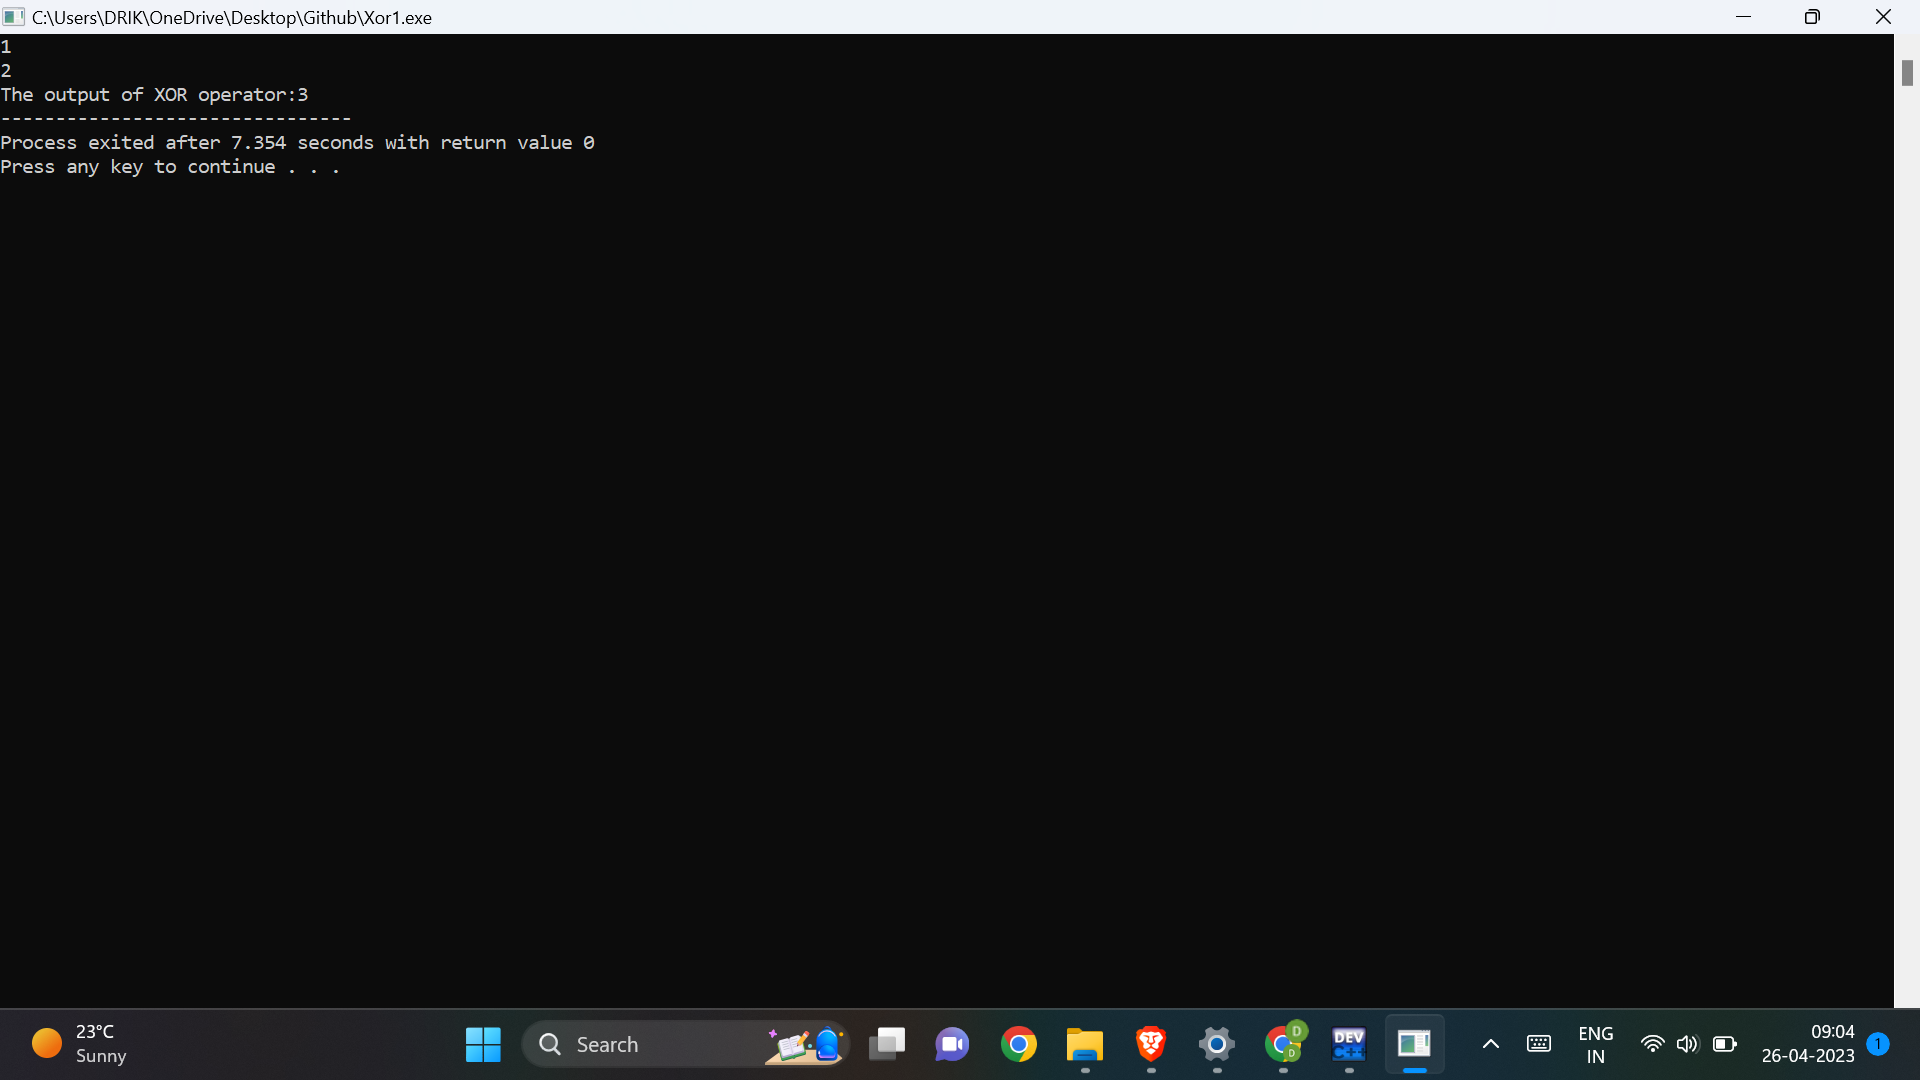 C:\Users\DRIK\OneDrive\Desktop\Github\Xor1.exe
1
2
The output of XOR operator:3
--------------------------------
Process exited after 7.354 seconds with return value 0
Press any key to continue . . .
23°C
Sunny
Search
D
D
DEV
C++
ENG
IN
09:04
26-04-2023
1